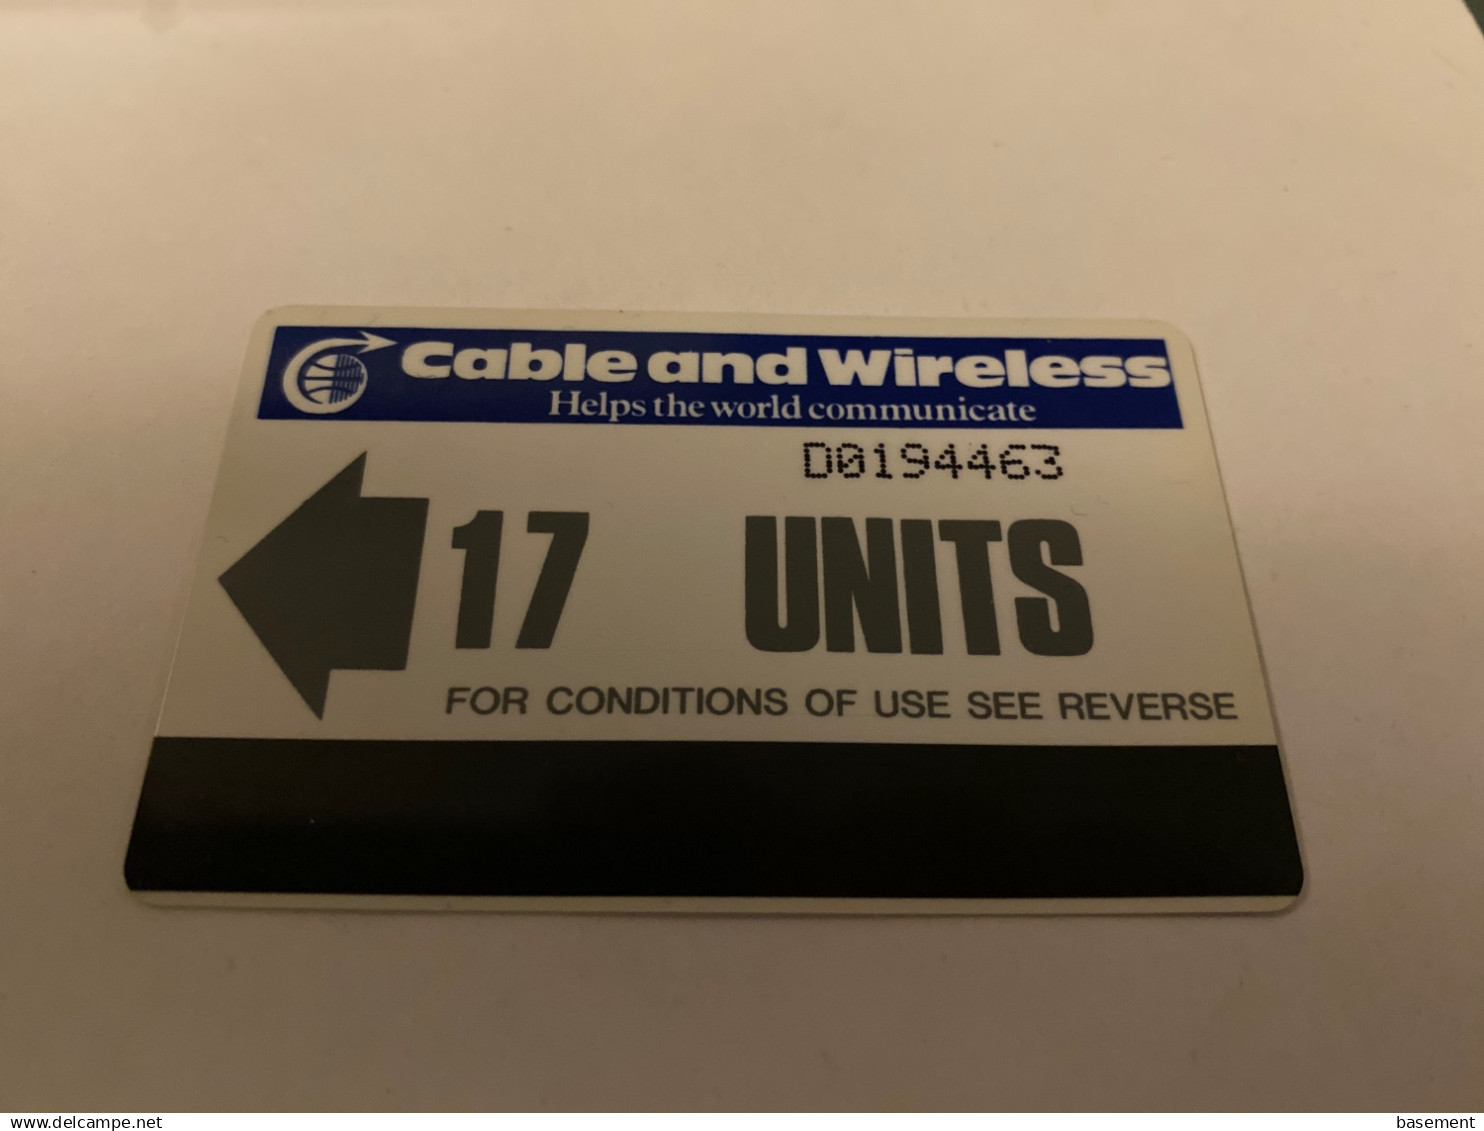 Cable and Wireless
Helps the world communicate
D0194463
17 UNITS
FOR CONDITIONS OF USE SEE REVERSE
www.delcampe.net
basement